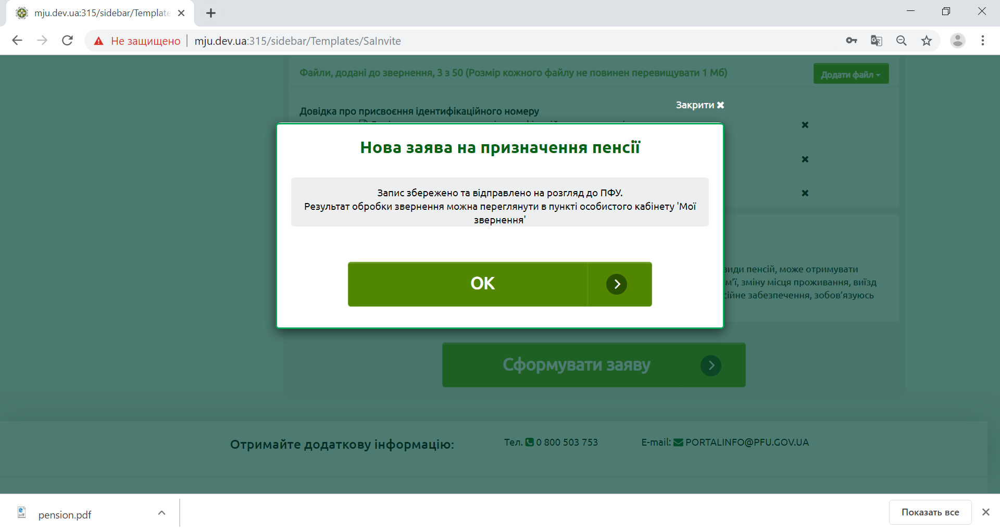 mju.dev.ua:315/sidebar/Template
Не защищено
mju.dev.ua:315/sidebar/Templates/SaInvite
Файли, додані до звернення, 3 з 50 (Розмір кожного файлу не повинен перевищувати 1 Мб)
Додати файл
Закрити
Довідка про присвоєння ідентифікаційного номеру
Нова заява на призначення пенсії
Запис збережено та відправлено на розгляд до ПФУ.
Результат обробки звернення можна переглянути в пункті особистого кабінету 'Мої
звернення'
ОК
види пенсій, може отримувати
м’ї, зміну місця проживання, виїзд
сійне забезпечення, зобов’язуюсь
Сформувати заяву
Отримайте додаткову інформацію:
Тел. 0 800 503 753
E-mail: PORTALINFO@PFU.GOV.UA
pension.pdf
Показать все